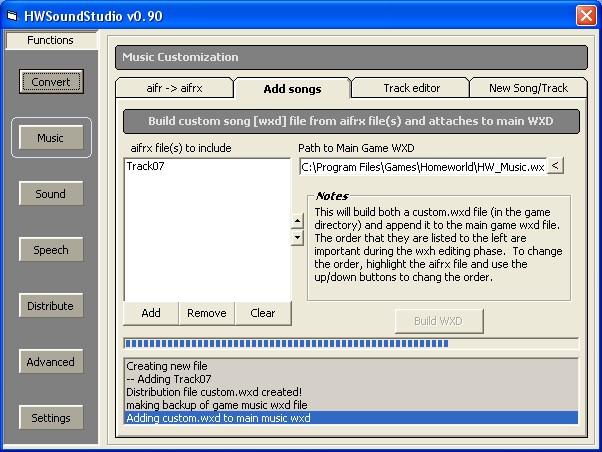 HWSoundStudio v0.90
Functions
Convert
Music
Sound
Speech
Distribute
Advanced
Settings
Music Customization
aifr -> aifrx
Add songs
Track editor
New Song/Track
Build custom song [wxd] file from aifrx file(s) and attaches to main WXD
aifrx file(s) to include
Track07
Add
Remove
Clear
Path to Main Game WXD
C:\Program Files\Games\Homeworld\HW_Music.wx
<
Notes
This will build both a custom.wxd file (in the game
directory) and append it to the main game wxd file.
The order that they are listed to the left are
important during the wxh editing phase. To change
the order, highlight the aifrx file and use the
up/down buttons to chang the order.
Build WXD
Creating new file
-- Adding Track07
Distribution file custom.wxd created!
making backup of game music wxd file
Adding custom.wxd to main music wxd